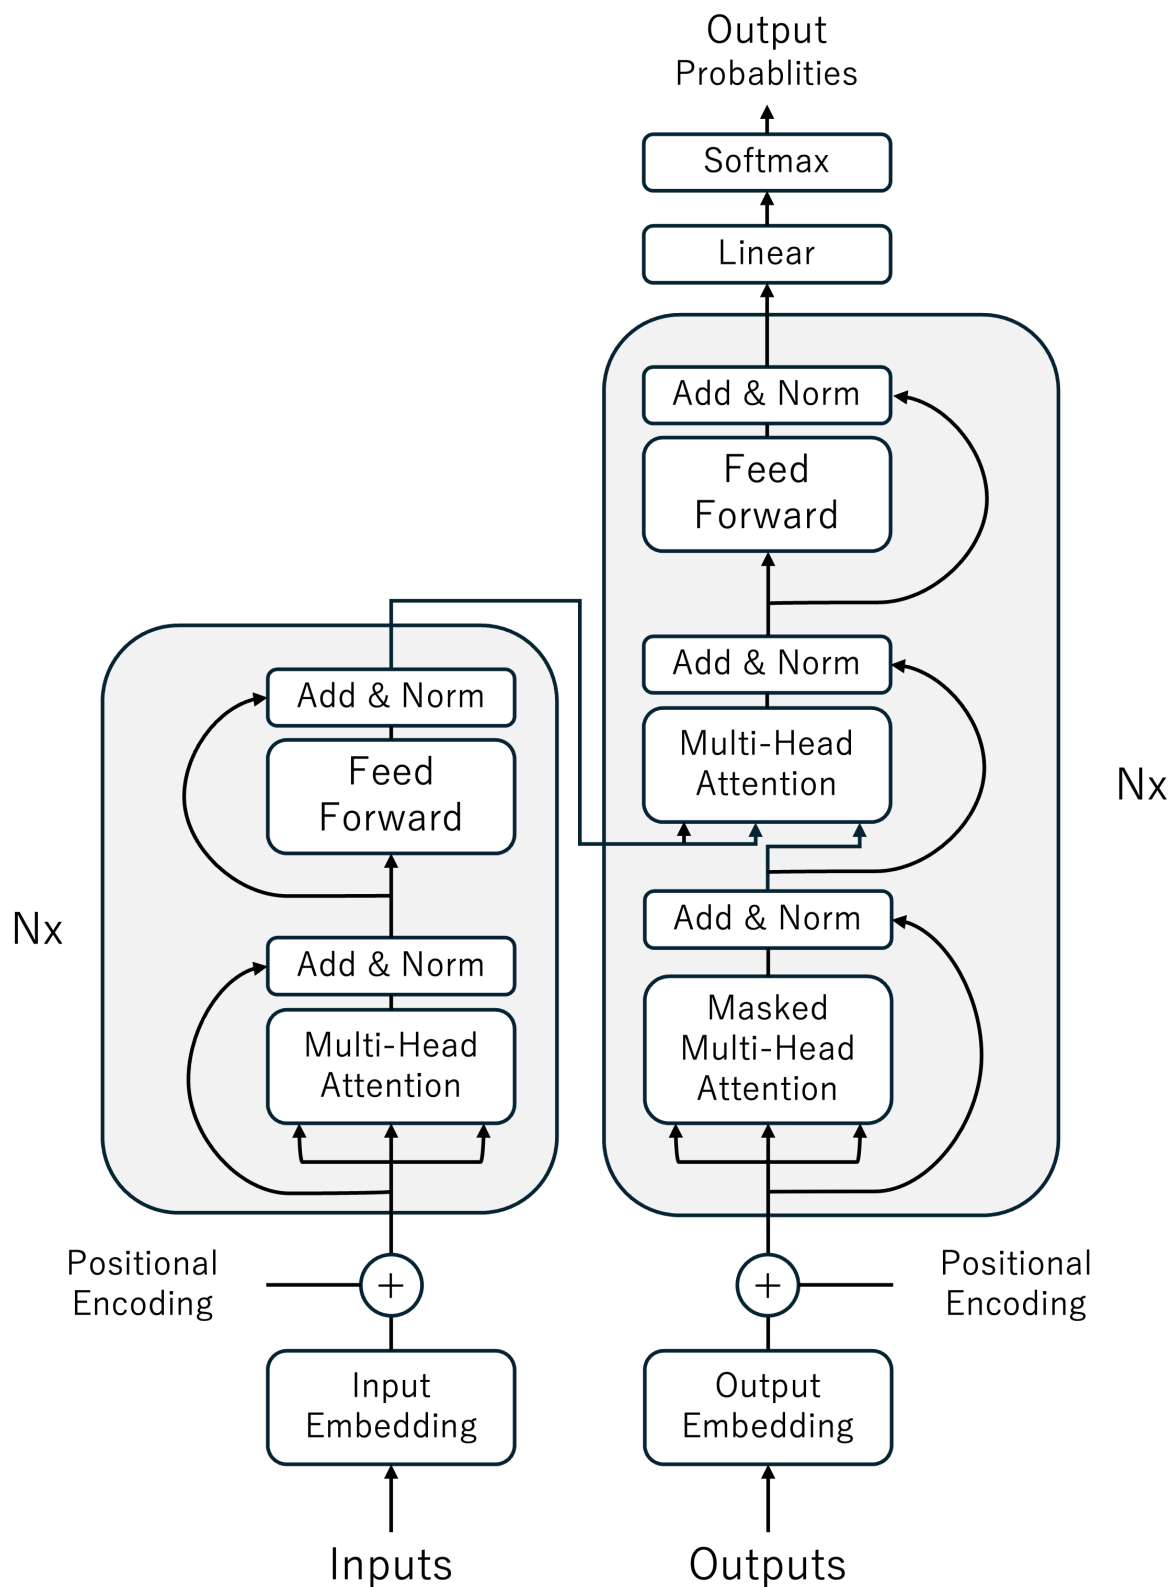 Output
Probablities
Softmax
Linear
Add & Norm
Feed
Forward
Add & Norm
Multi-Head
Attention
Nx
Add & Norm
Masked
Multi-Head
Attention
Add & Norm
Feed
Forward
Nx
Add & Norm
Multi-Head
Attention
Positional
Encoding
+
+
Positional
Encoding
Input
Embedding
Output
Embedding
Inputs
Outputs